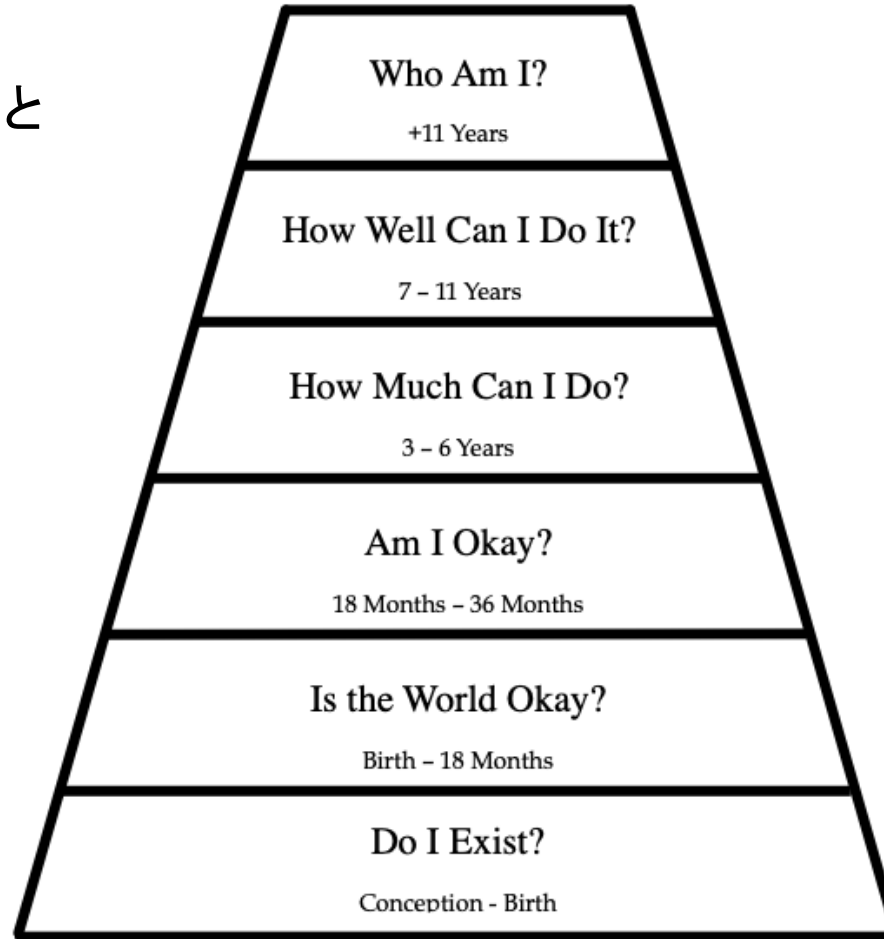 と
Who Am I?
+11 Years
How Well Can I Do It?
7 – 11 Years
How Much Can I Do?
3 – 6 Years
Am I Okay?
18 Months – 36 Months
Is the World Okay?
Birth – 18 Months
Do I Exist?
Conception - Birth